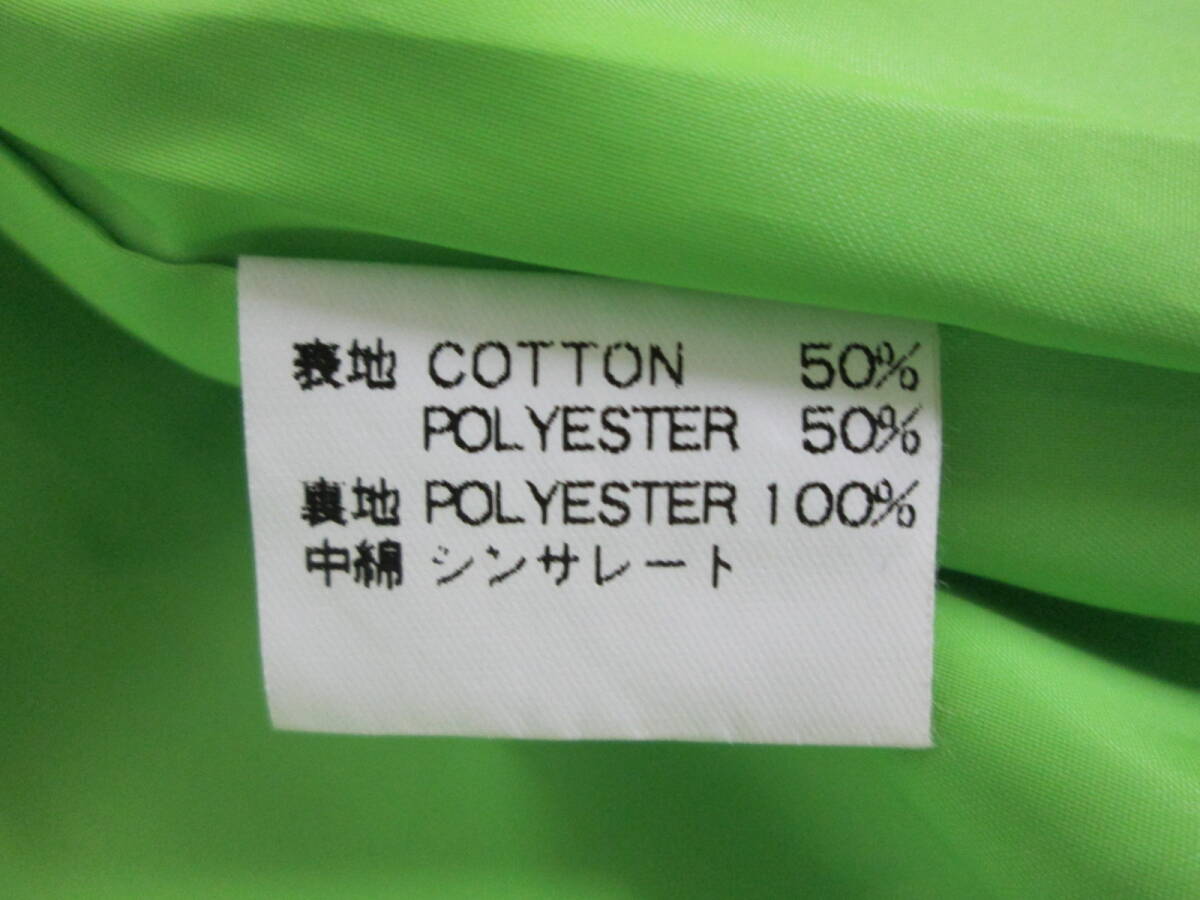 表地 COTTON 50%
POLYESTER 50%
裏地 POLYESTER 100%
中綿 シンサレート